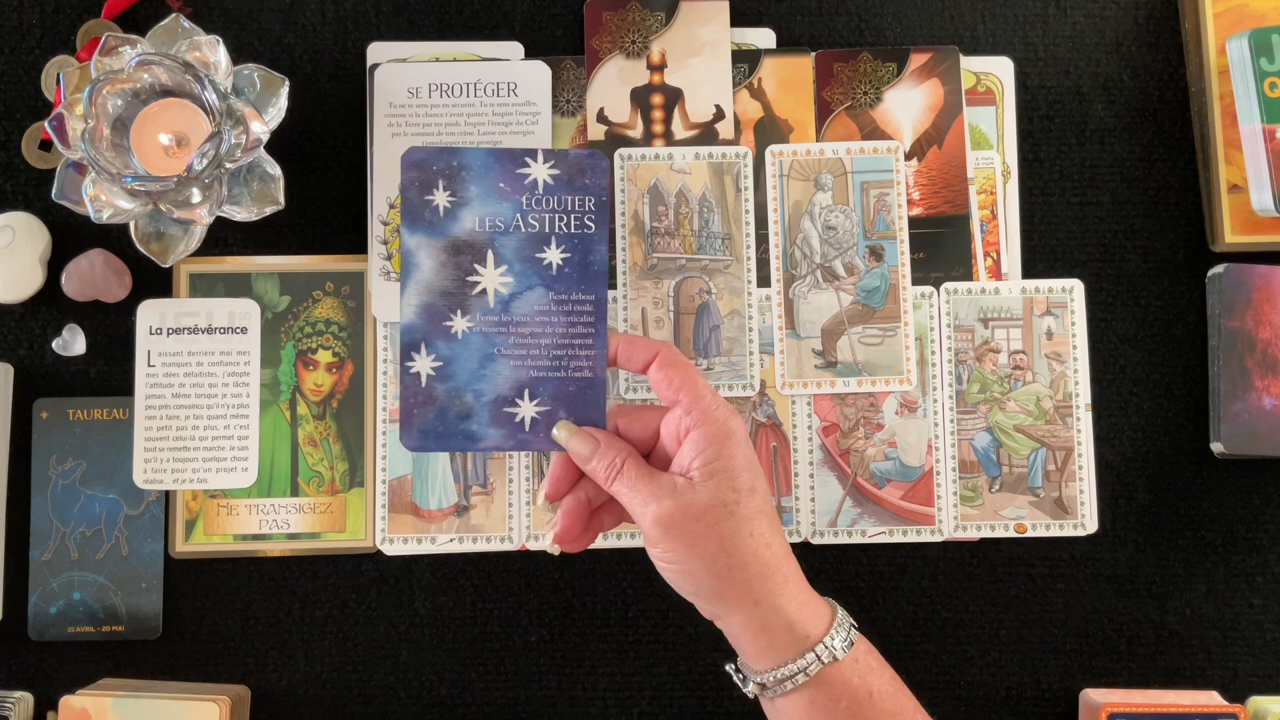 SE PROTÉGER
Tu ne te sens pas en sécurité. Tu te sens assaillie,
comme si la chance t'avait quittée. Inspire l'énergie
de la Terre par tes pieds. Inspire l'énergie du Ciel
par le sommet de ton crâne. Laisse ces énergies
t'envelopper et te protéger.
ÉCOUTER
LES ASTRES
Reste debout
sous le ciel étoilé.
Ferme les yeux, sens ta verticalité
et ressens la sagesse de ces milliers
d'étoiles qui t'entourent.
Chacune est là pour éclairer
ton chemin et te guider.
Alors tends l'oreille.
3
XI
XI
5
La persévérance
Laissant derrière moi mes
manques de confiance et
mes idées défaitistes, j'adopte
l'attitude de celui qui ne lâche
jamais. Même lorsque je suis à
peu près convaincu qu'il n'y a plus
rien à faire, je fais quand même
un petit pas de plus, et c'est
souvent celui-là qui permet que
tout se remette en marche. Je sais
qu'il y a toujours quelque chose
à faire pour qu'un projet se
réalise... et je le fais.
TAUREAU
21 AVRIL - 20 MAI
NE TRANSIGEZ
PAS